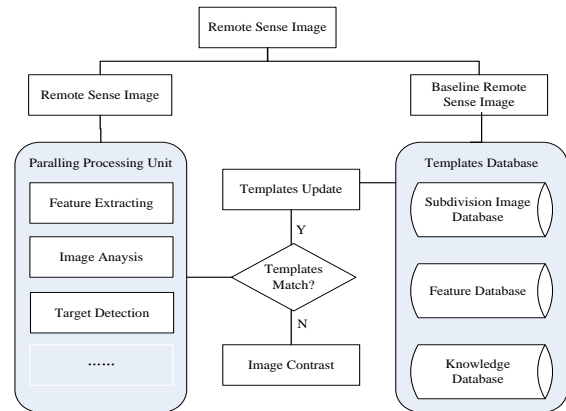 Remote Sense Image
Remote Sense Image
Baseline Remote
Sense Image
Paralling Processing Unit
Feature Extracting
Image Anaysis
Target Detection
......
Templates Update
Y
Templates
Match?
N
Image Contrast
Templates Database
Subdivision Image
Database
Feature Database
Knowledge
Database